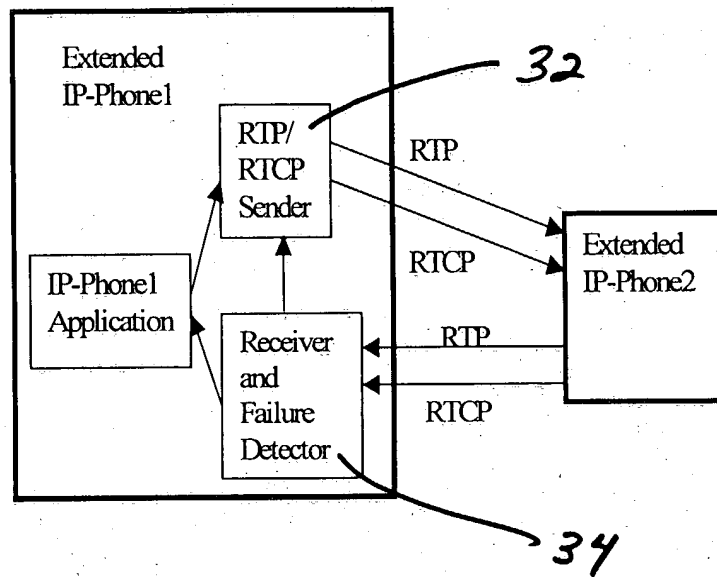 Extended
IP-Phone1
32
RTP/
RTCP
Sender
RTP
RTCP
Extended
IP-Phone2
IP-Phone1
Application
Receiver
and
Failure
Detector
RTP
RTCP
34